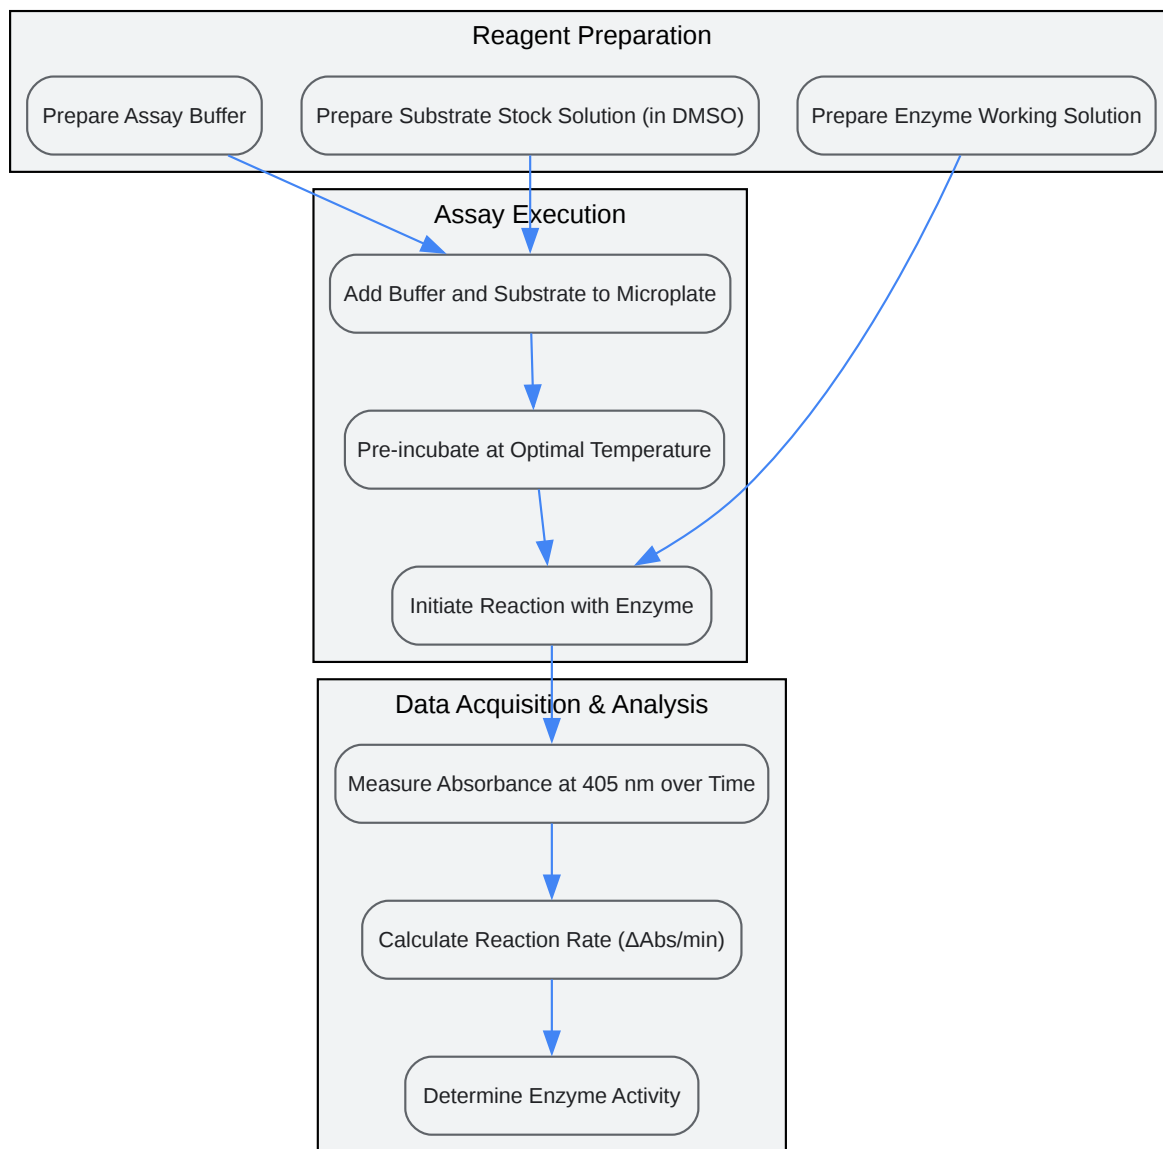 Reagent Preparation
Prepare Assay Buffer
Prepare Substrate Stock Solution (in DMSO)
Prepare Enzyme Working Solution
Assay Execution
Add Buffer and Substrate to Microplate
Pre-incubate at Optimal Temperature
Initiate Reaction with Enzyme
Data Acquisition & Analysis
Measure Absorbance at 405 nm over Time
Calculate Reaction Rate (ΔAbs/min)
Determine Enzyme Activity